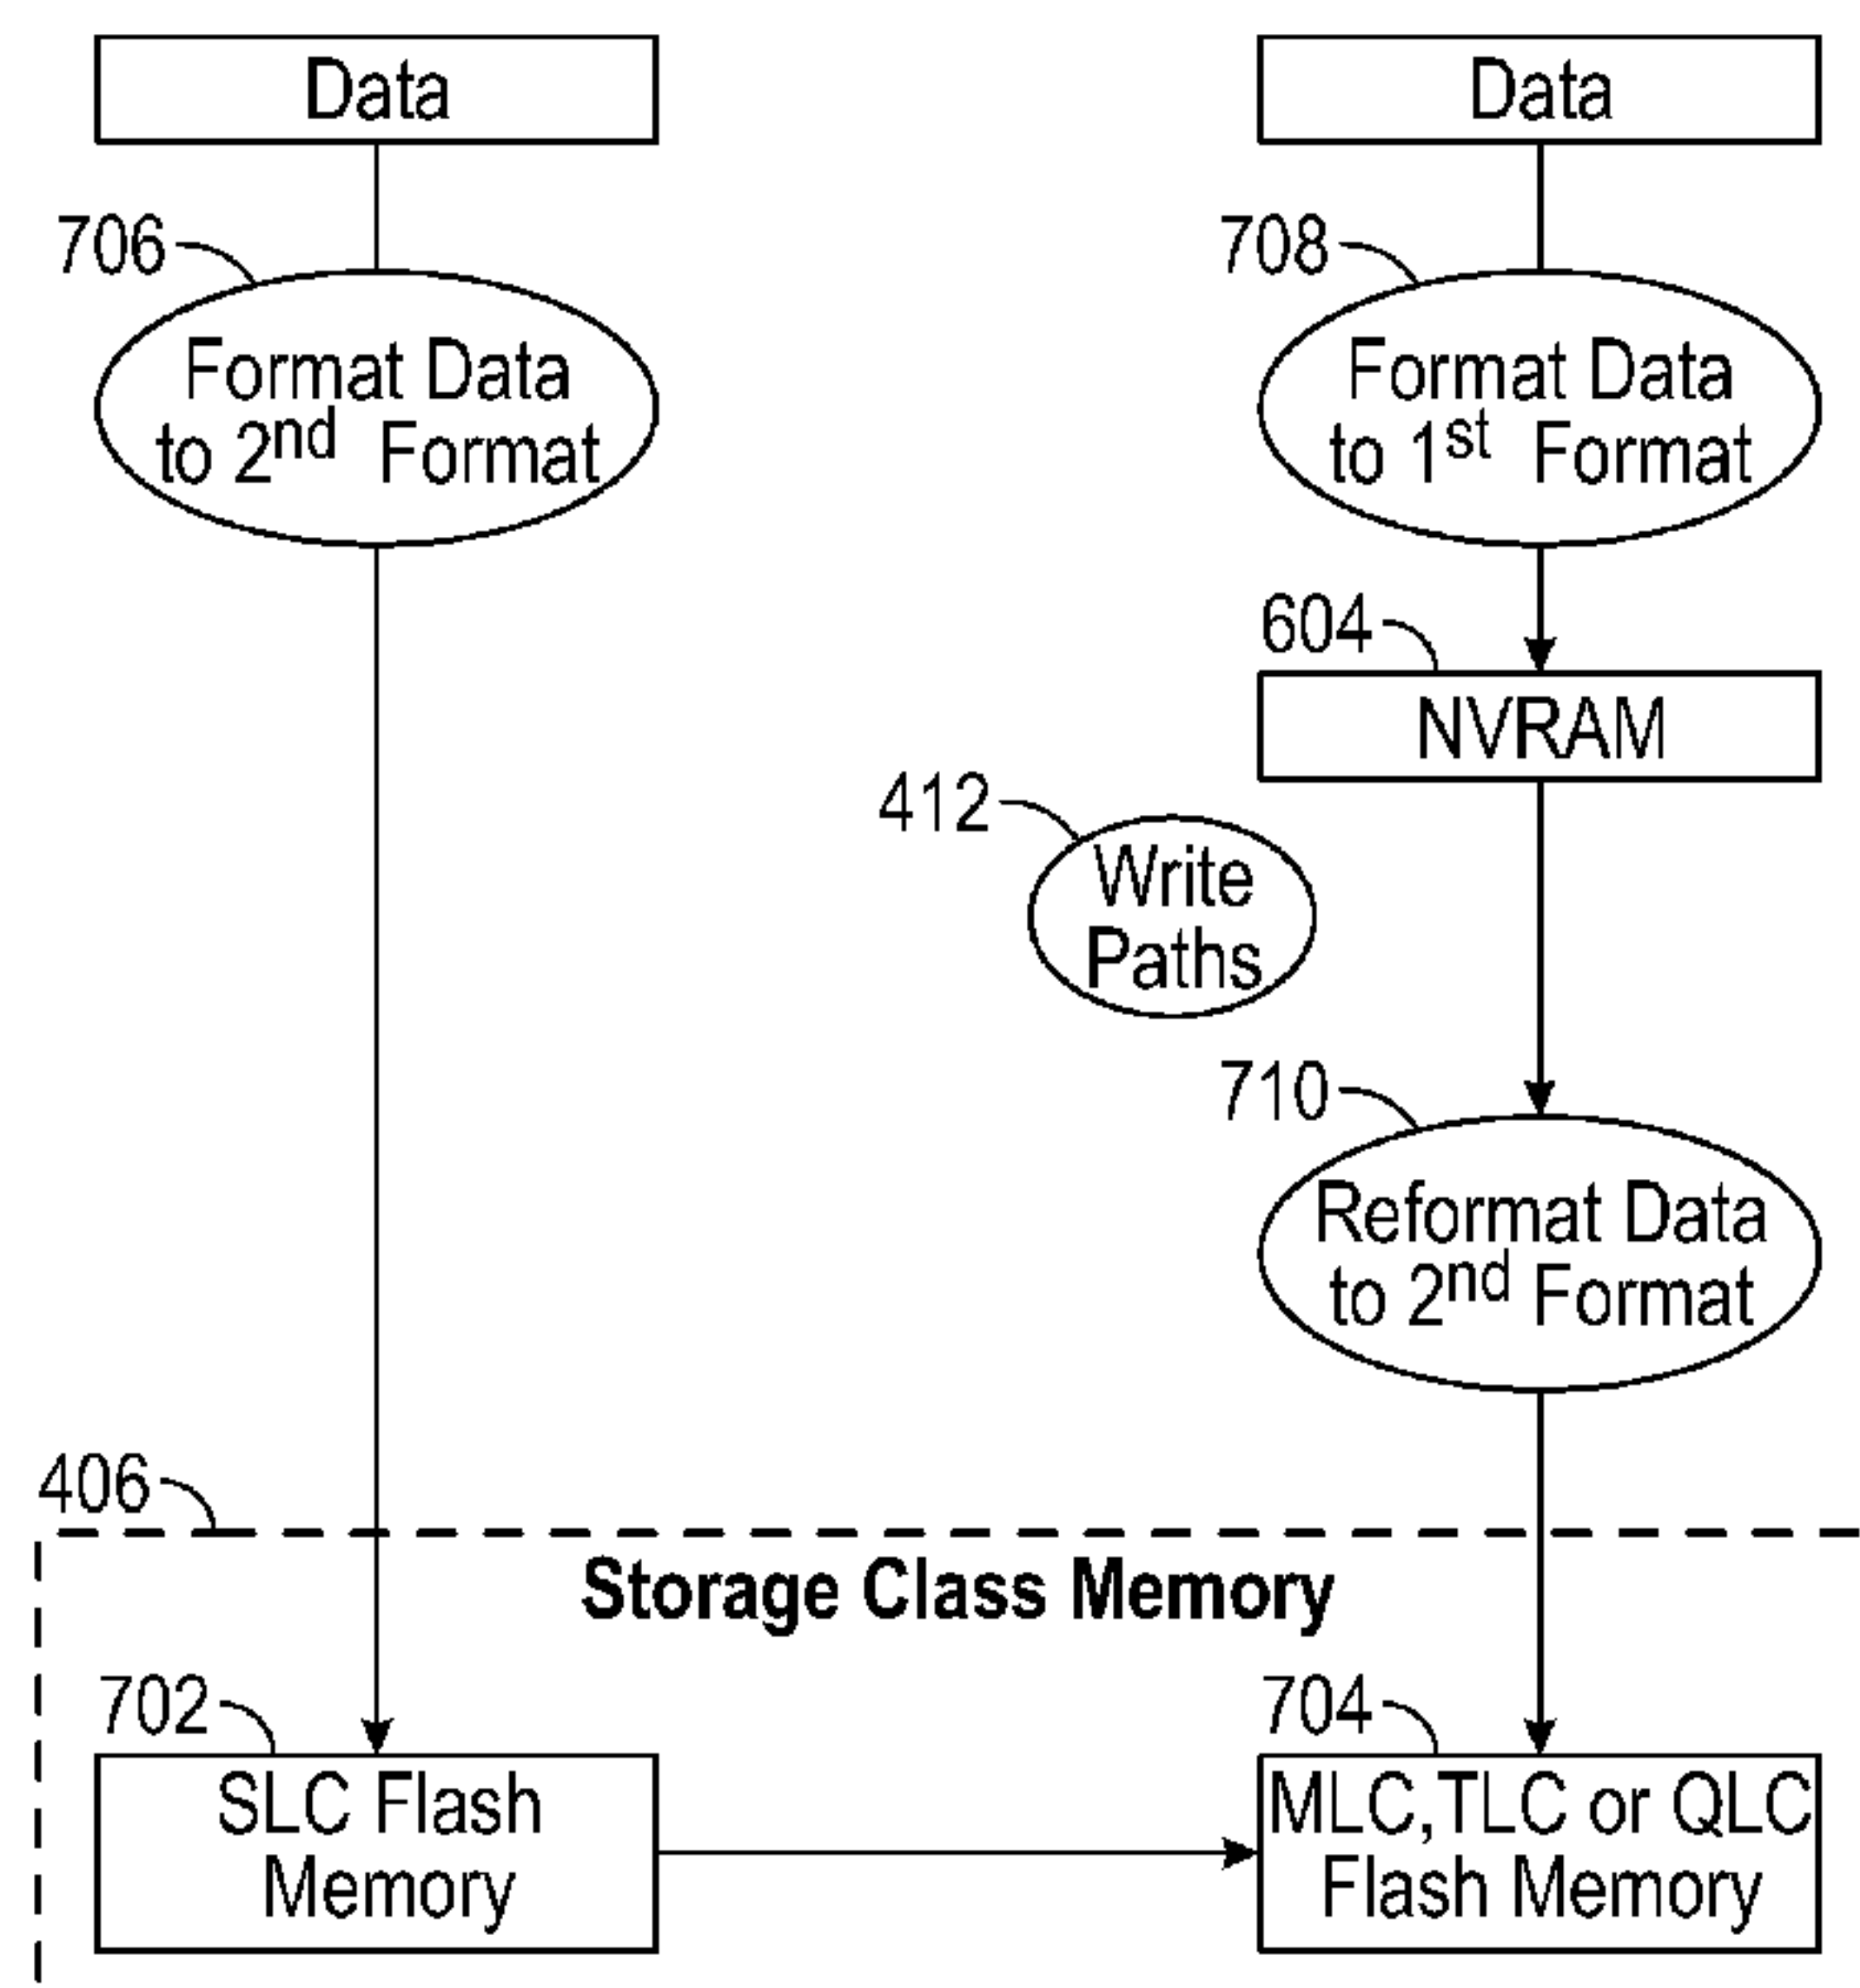 Data
Data
706
708
Format Data
to 2nd Format
Format Data
to 1st Format
604
NVRAM
412
Write
Paths
710
Reformat Data
to 2nd Format
406
Storage Class Memory
702
704
SLC Flash
Memory
MLC,TLC or QLC
Flash Memory